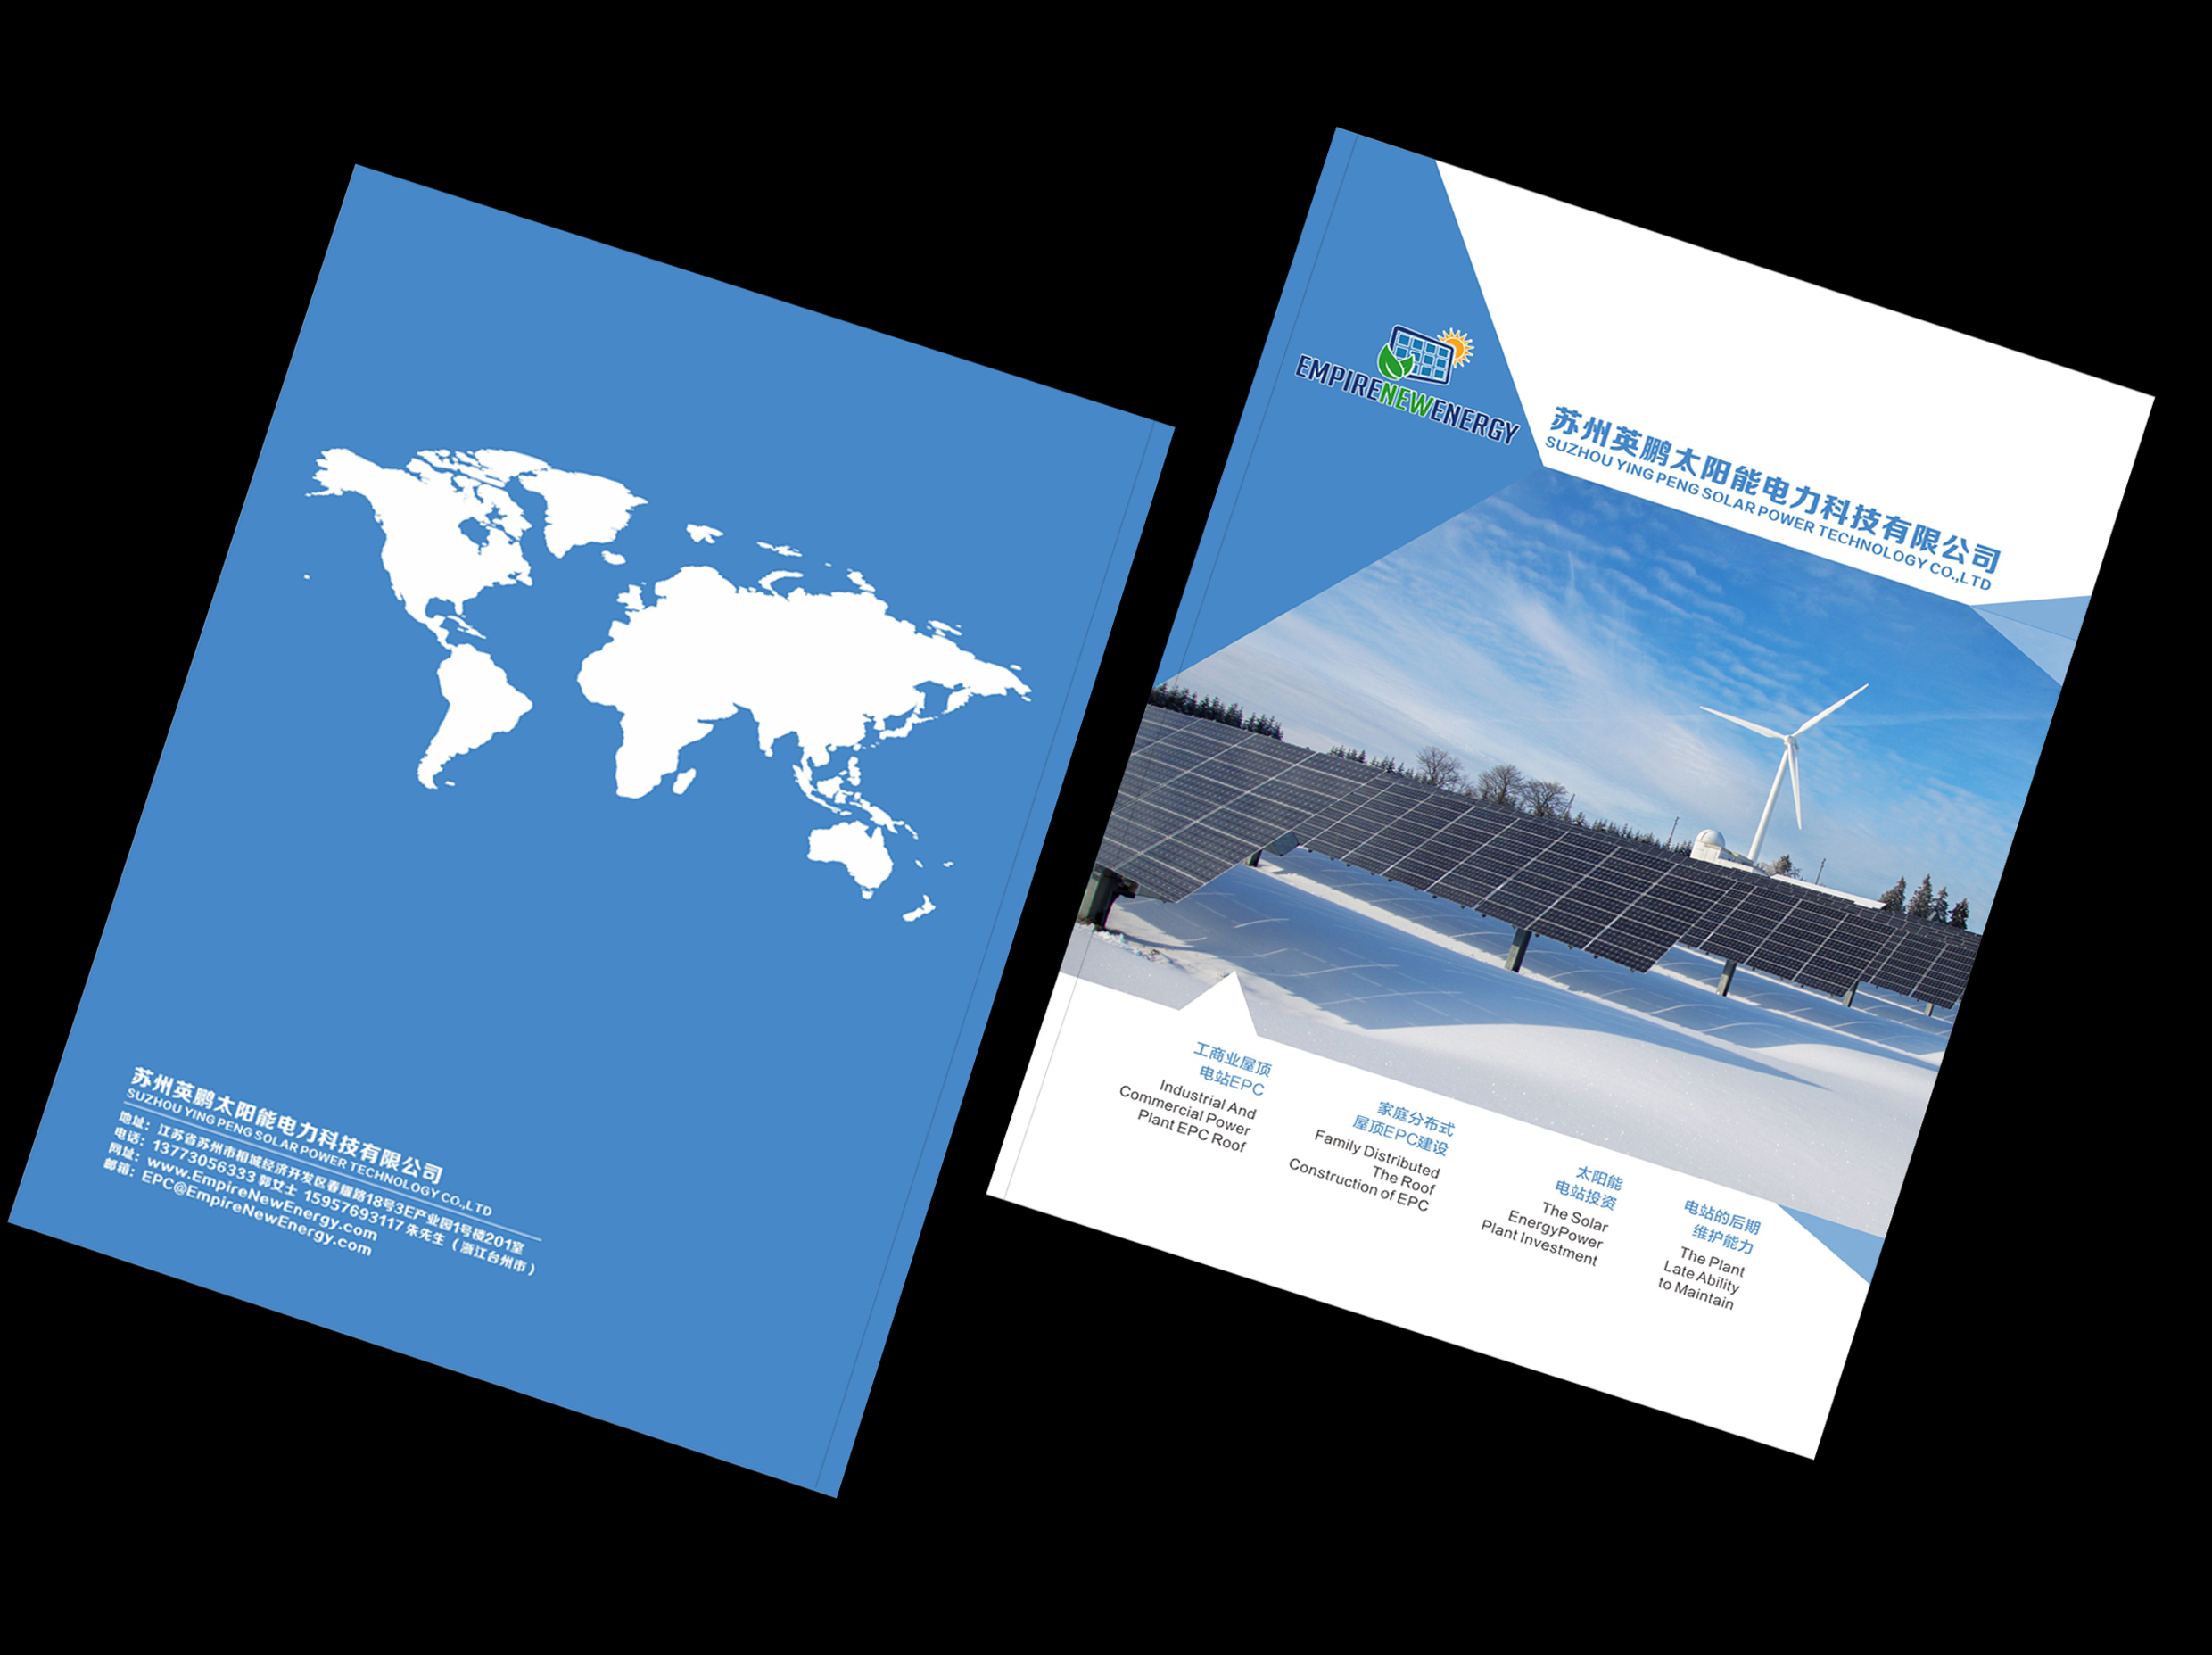 苏州英鹏太阳能电力科技有限公司
SUZHOU YING PENG SOLAR POWER TECHNOLOGY CO.,LTD
地址：江苏省苏州市相城经济开发区春耀路18号3E产业园1号楼201室
电话：13773056333 郭女士 15957693117 朱先生（浙江台州市）
网址：www.EmpireNewEnergy.com
邮箱：EPC@EmpireNewEnergy.com
EMPIRENEWENERGY
苏州英鹏太阳能电力科技有限公司
SUZHOU YING PENG SOLAR POWER TECHNOLOGY CO.,LTD
工商业屋顶
电站EPC
Industrial And
Commercial Power
Plant EPC Roof
家庭分布式
屋顶EPC建设
Family Distributed
The Roof
Construction of EPC
太阳能
电站投资
The Solar
EnergyPower
Plant Investment
电站的后期
维护能力
The Plant
Late Ability
to Maintain